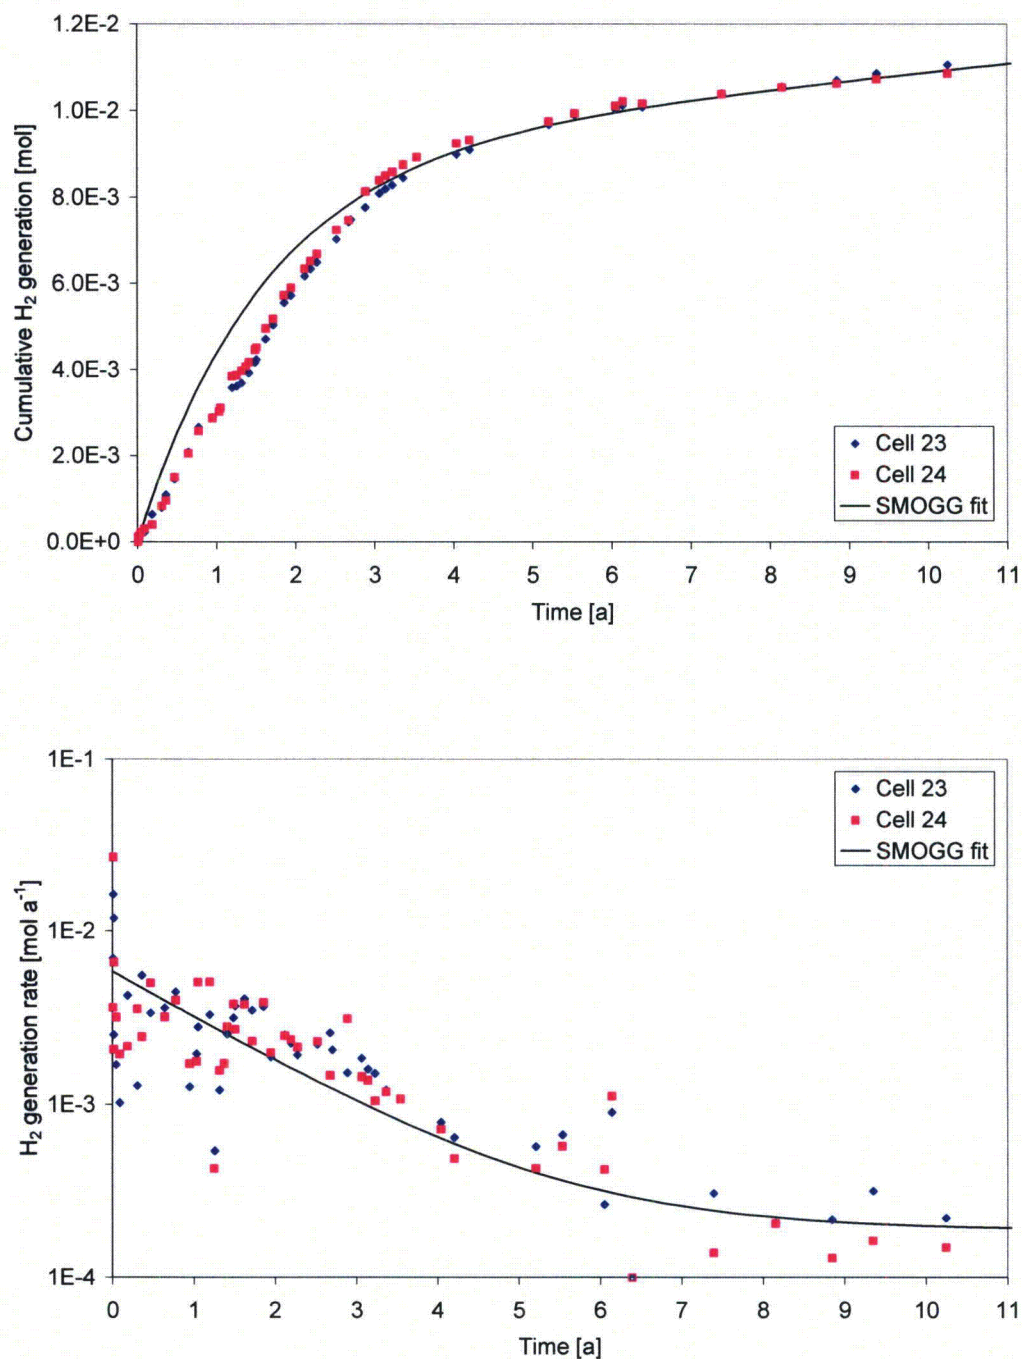 1.2E-2
1.0E-2
8.0E-3
6.0E-3
4.0E-3
2.0E-3
0.0E+0
Cumulative H2 generation [mol]
Cell 23
Cell 24
SMOGG fit
0 1 2 3 4 5 6 7 8 9 10 11
Time [a]
1E-1
1E-2
1E-3
1E-4
H2 generation rate [mol a-1]
Cell 23
Cell 24
SMOGG fit
0 1 2 3 4 5 6 7 8 9 10 11
Time [a]